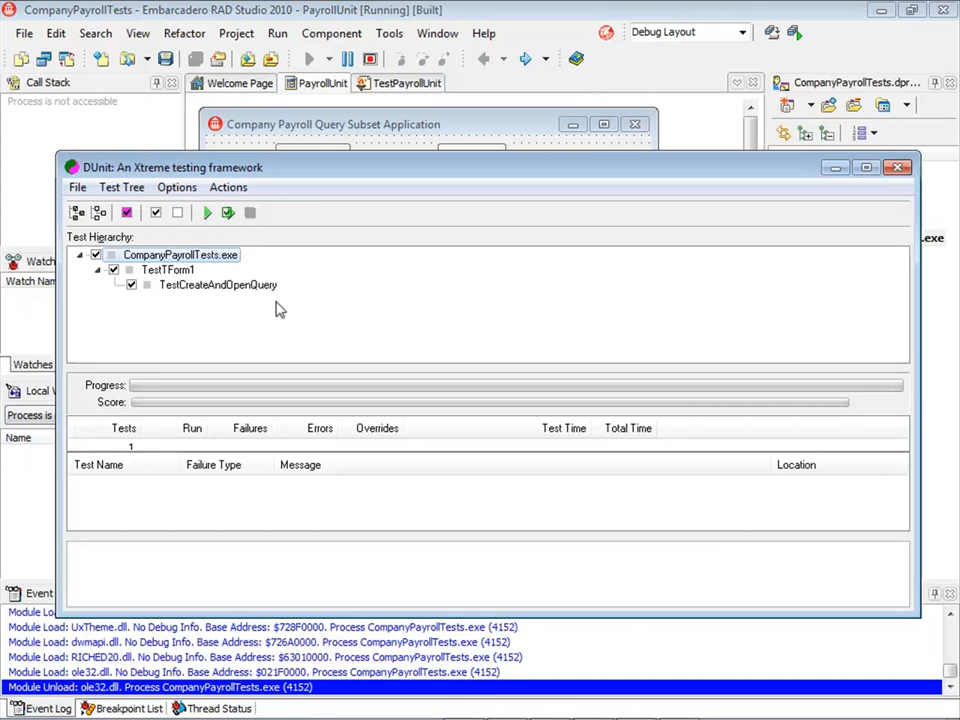 CompanyPayrollTests - Embarcadero RAD Studio 2010 - PayrollUnit [Running] [Built]
File Edit Search View Refactor Project Run Component Tools Window Help
Debug Layout
Call Stack
Welcome Page PayrollUnit TestPayrollUnit
CompanyPayrollTests.dpr...
Process is not accessible
Company Payroll Query Subset Application
DUnit: An Xtreme testing framework
File Test Tree Options Actions
Test Hierarchy:
CompanyPayrollTests.exe
TestTForm1
TestCreateAndOpenQuery
.exe
Watch
Watch Nam
Watches
Local V
Process is
Name
Progress:
Score:
Tests Run Failures Errors Overrides Test Time Total Time
1
Test Name Failure Type Message Location
Event
Module Loa
Module Load: UxTheme.dll. No Debug Info. Base Address: $728F0000. Process CompanyPayrollTests.exe (4152)
Module Load: dwmapi.dll. No Debug Info. Base Address: $726A0000. Process CompanyPayrollTests.exe (4152)
Module Load: RICHED20.dll. No Debug Info. Base Address: $63010000. Process CompanyPayrollTests.exe (4152)
Module Load: ole32.dll. No Debug Info. Base Address: $021F0000. Process CompanyPayrollTests.exe (4152)
Module Unload: ole32.dll. Process CompanyPayrollTests.exe (4152)
Event Log Breakpoint List Thread Status